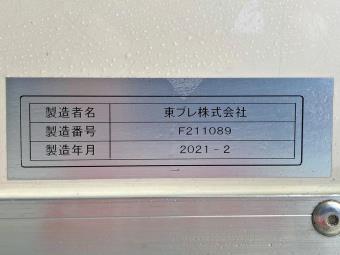 製造者名 東プレ株式会社
製造番号 F211089
製造年月 2021-2